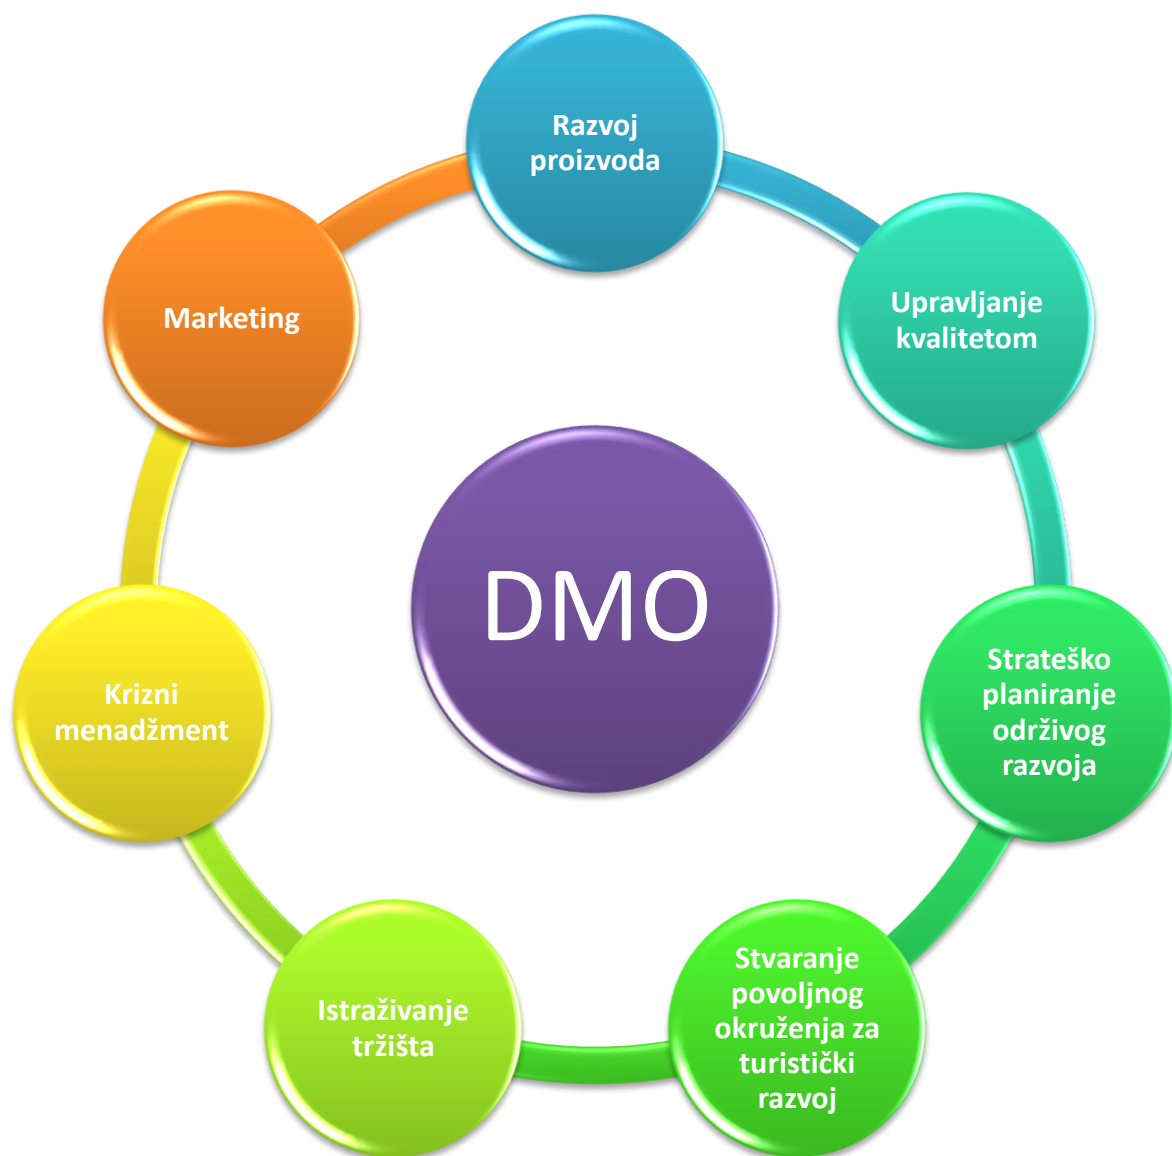 Razvoj
proizvoda
Upravljanje
kvalitetom
Strateško
planiranje
održivog
razvoja
Stvaranje
povoljnog
okruženja za
turistički
razvoj
Istraživanje
tržišta
Krizni
menadžment
Marketing
DMO